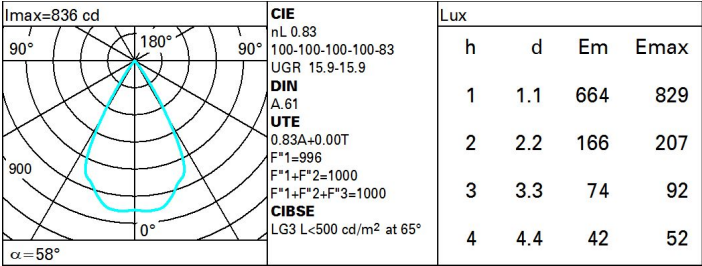 Imax=836 cd
90°
180°
90°
900
0°
α=58°
CIE
nL 0.83
100-100-100-100-83
UGR 15.9-15.9
DIN
A.61
UTE
0.83A+0.00T
F"1=996
F"1+F"2=1000
F"1+F"2+F"3=1000
CIBSE
LG3 L<500 cd/m² at 65°
Lux
h d Em Emax
1 1.1 664 829
2 2.2 166 207
3 3.3 74 92
4 4.4 42 52